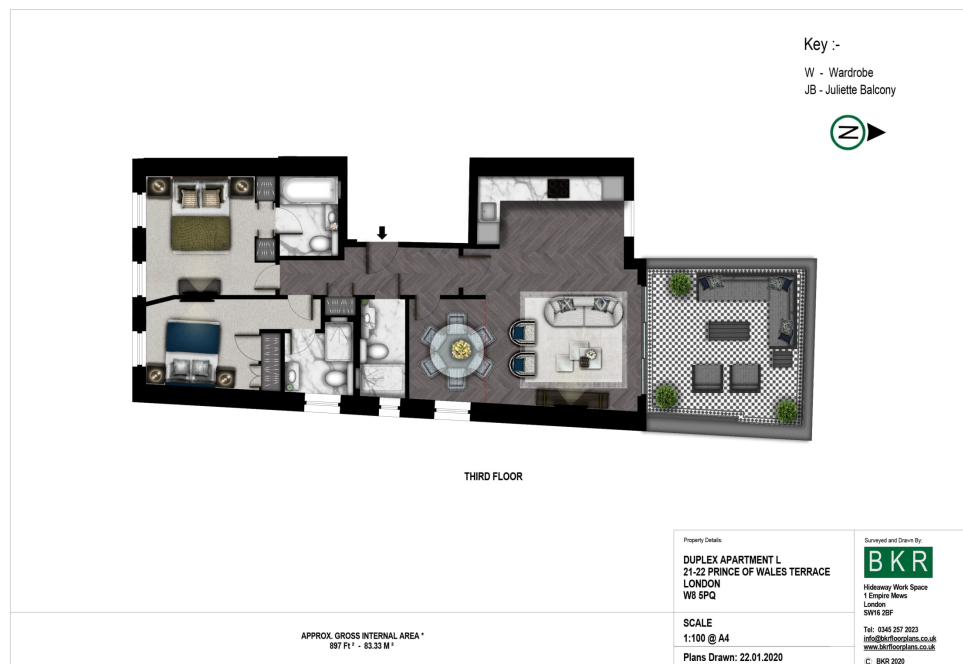 Key :-
W - Wardrobe
JB - Juliette Balcony
N
THIRD FLOOR
APPROX. GROSS INTERNAL AREA *
897 Ft ² - 83.33 M ²
Property Details:
DUPLEX APARTMENT L
21-22 PRINCE OF WALES TERRACE
LONDON
W8 5PQ
SCALE
1:100 @ A4
Plans Drawn: 22.01.2020
Surveyed and Drawn By:
BKR
Hideaway Work Space
1 Empire Mews
London
SW16 2BF
Tel: 0345 257 2023
info@bkrfloorplans.co.uk
www.bkrfloorplans.co.uk
C BKR 2020